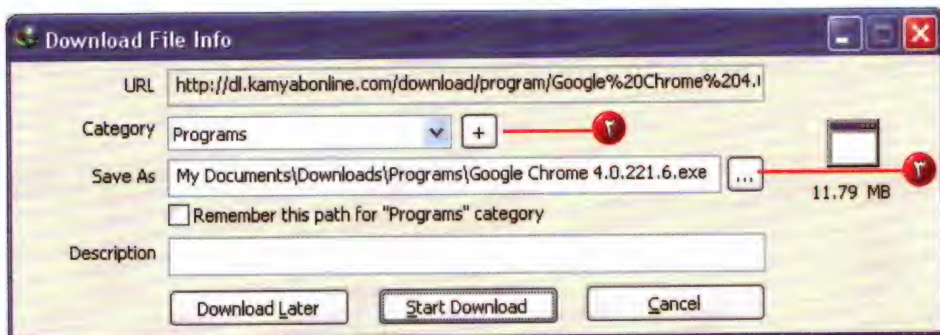 Download File Info
URL http://dl.kamyabonline.com/download/program/Google%20Chrome%204.
Category Programs + ۲
Save As My Documents\Downloads\Programs\Google Chrome 4.0.221.6.exe ... ۳
11.79 MB
Remember this path for "Programs" category
Description
Download Later Start Download Cancel